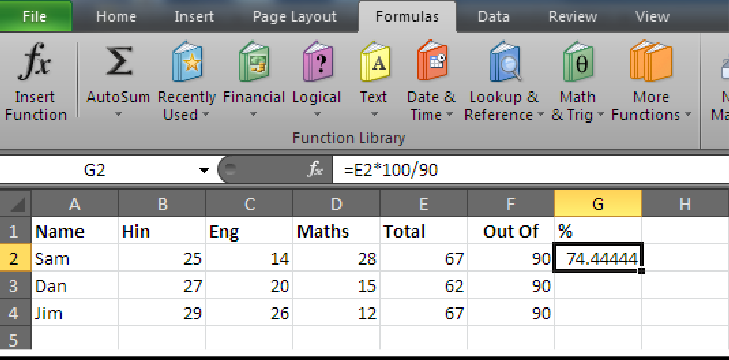 File Home Insert Page Layout Formulas Data Review View
fx Σ ? A θ
Insert Function AutoSum Recently Used Financial Logical Text Date & Time Lookup & Reference Math & Trig More Functions
Function Library
G2 fx =E2*100/90
A B C D E F G H
1 Name Hin Eng Maths Total Out Of %
2 Sam 25 14 28 67 90 74.44444
3 Dan 27 20 15 62 90
4 Jim 29 26 12 67 90
5